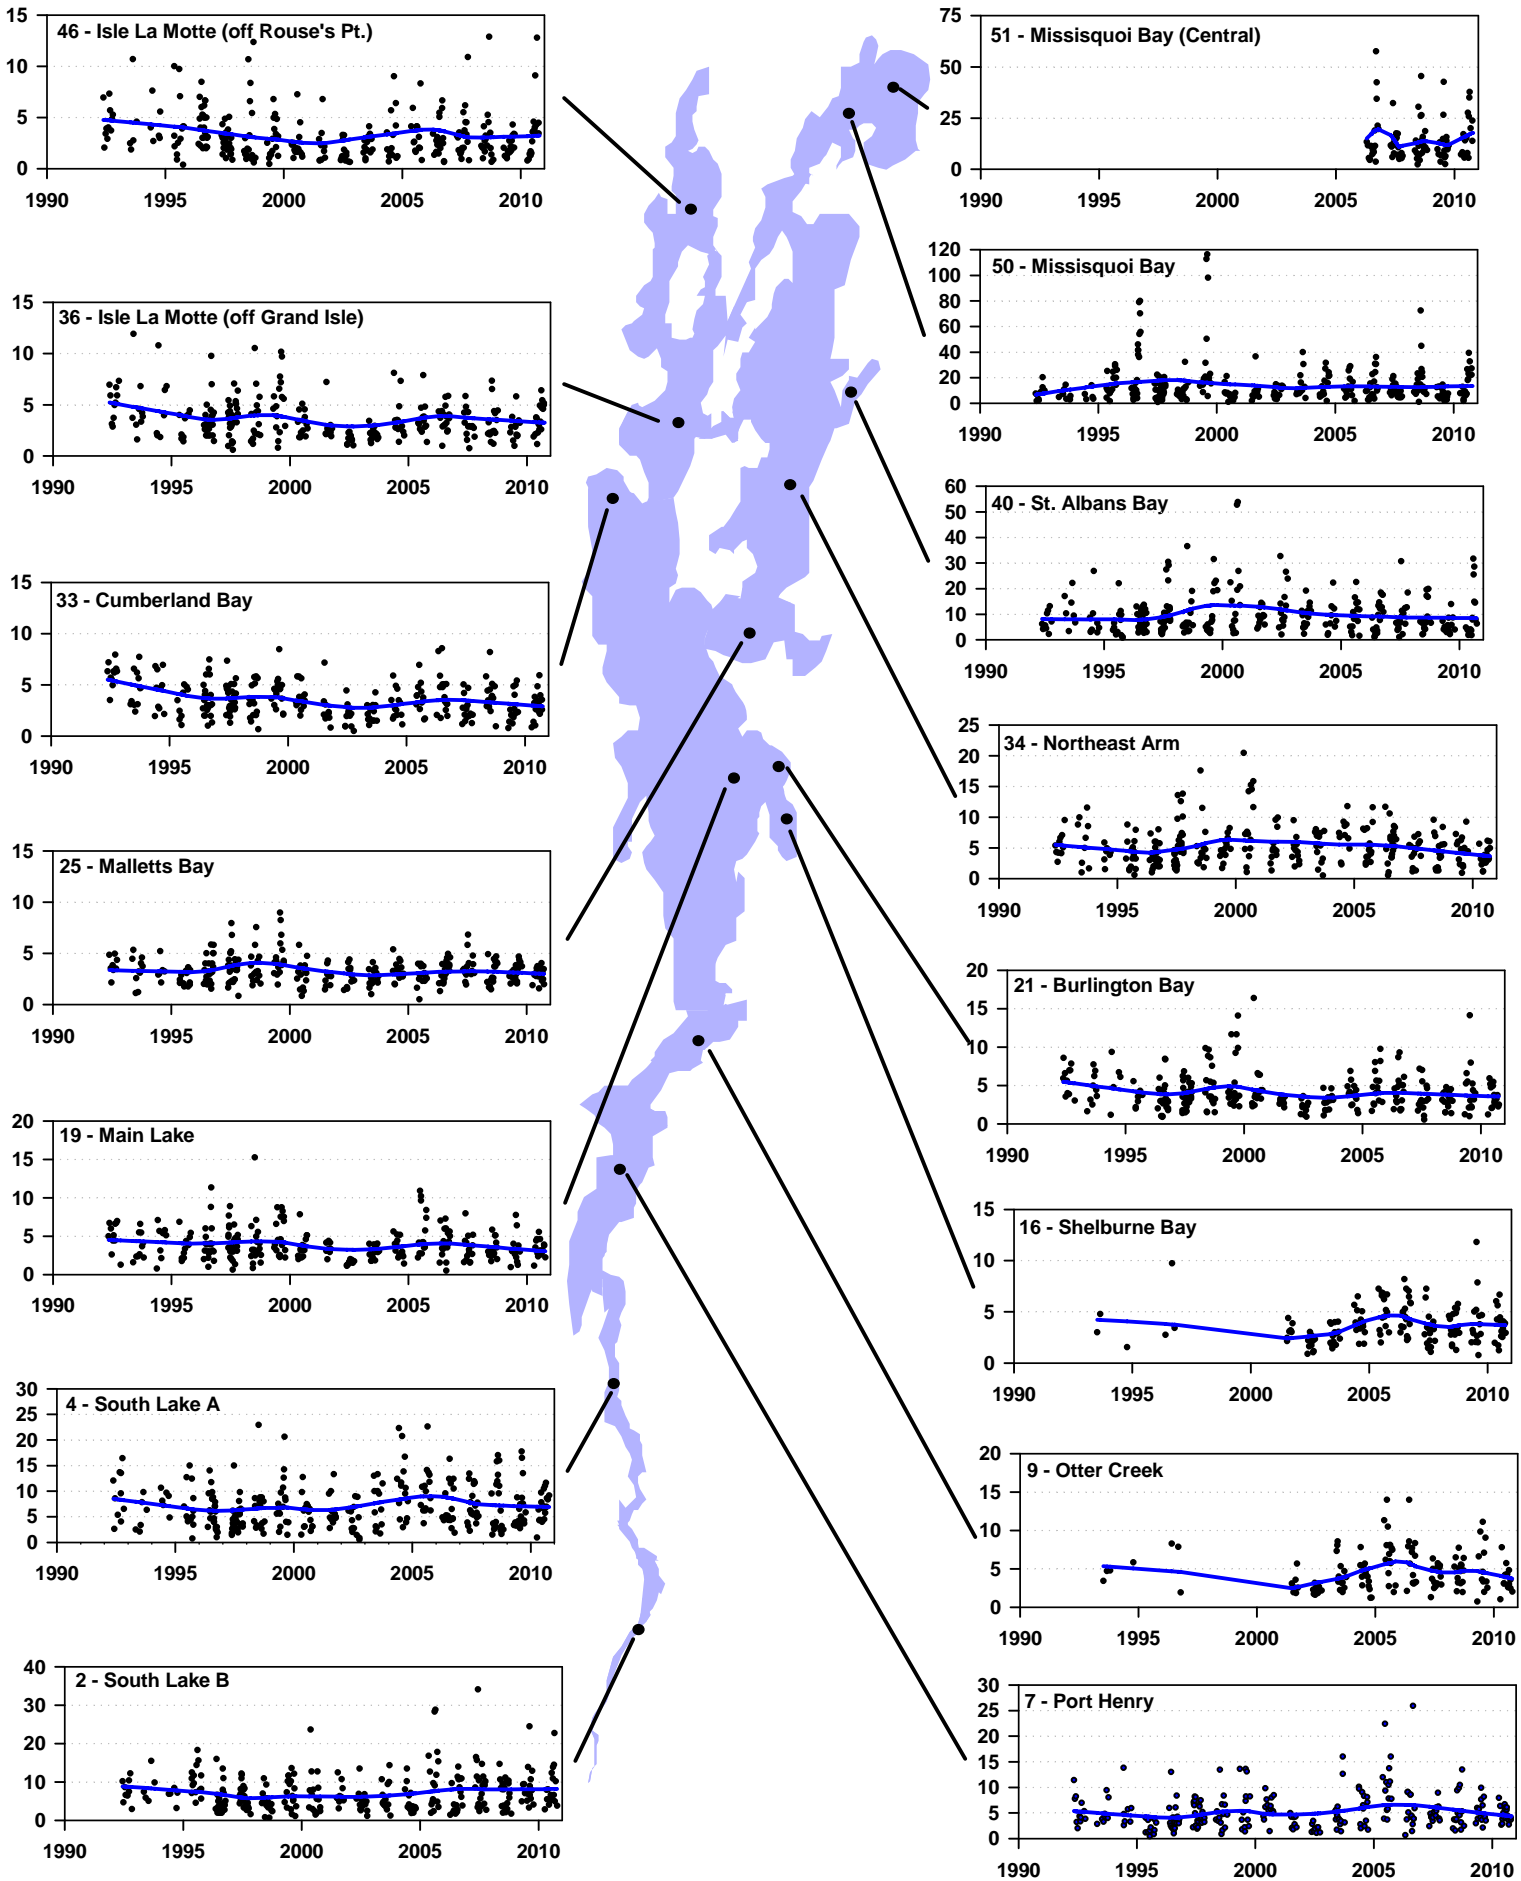 46 - Isle La Motte (off Rouse's Pt.)
15
10
5
0
1990 1995 2000 2005 2010
36 - Isle La Motte (off Grand Isle)
15
10
5
0
1990 1995 2000 2005 2010
33 - Cumberland Bay
15
10
5
0
1990 1995 2000 2005 2010
25 - Malletts Bay
15
10
5
0
1990 1995 2000 2005 2010
19 - Main Lake
20
15
10
5
0
1990 1995 2000 2005 2010
4 - South Lake A
30
25
20
15
10
5
0
1990 1995 2000 2005 2010
2 - South Lake B
40
30
20
10
0
1990 1995 2000 2005 2010
51 - Missisquoi Bay (Central)
75
50
25
0
1990 1995 2000 2005 2010
50 - Missisquoi Bay
120
100
80
60
40
20
0
1990 1995 2000 2005 2010
40 - St. Albans Bay
60
50
40
30
20
10
0
1990 1995 2000 2005 2010
34 - Northeast Arm
25
20
15
10
5
0
1990 1995 2000 2005 2010
21 - Burlington Bay
20
15
10
5
0
1990 1995 2000 2005 2010
16 - Shelburne Bay
15
10
5
0
1990 1995 2000 2005 2010
9 - Otter Creek
20
15
10
5
0
1990 1995 2000 2005 2010
7 - Port Henry
30
25
20
15
10
5
0
1990 1995 2000 2005 2010